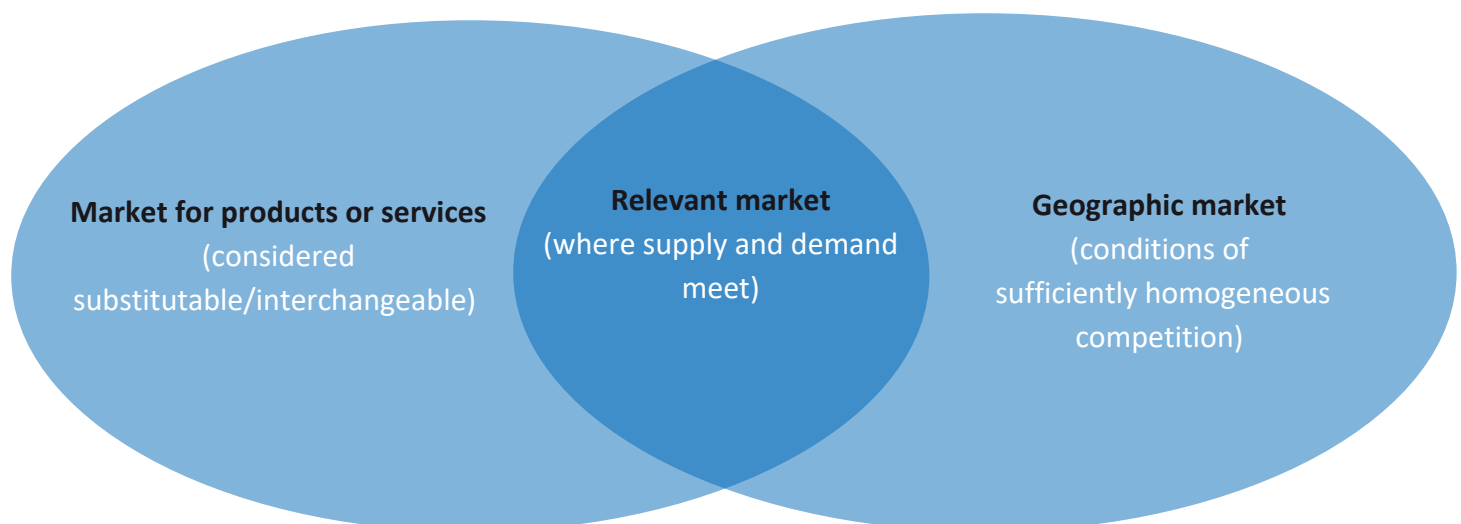 Market for products or services
(considered
substitutable/interchangeable)
Relevant market
(where supply and demand
meet)
Geographic market
(conditions of
sufficiently homogeneous
competition)